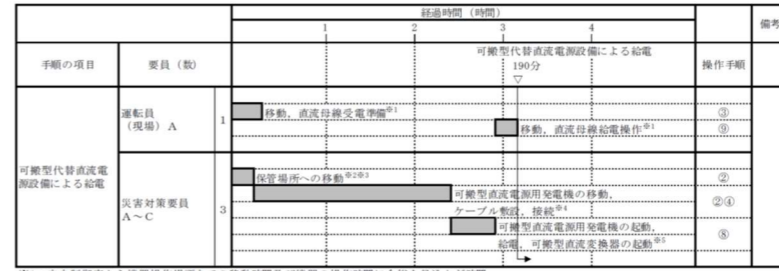 経過時間（時間）
備考
1 2 3 4
手順の項目
要員（数）
可搬型代替直流電源設備による給電
190分
▽
操作手順
可搬型代替直流電
源設備による給電
運転員
（現場）A
1
移動，直流母線受電準備※1
③
移動，直流母線給電操作※1
⑨
災害対策要員
A～C
3
保管場所への移動※2※3
②
可搬型直流電源用発電機の移動，
ケーブル敷設，接続※4
②④
可搬型直流電源用発電機の起動，
給電，可搬型直流変換器の起動※5
⑧